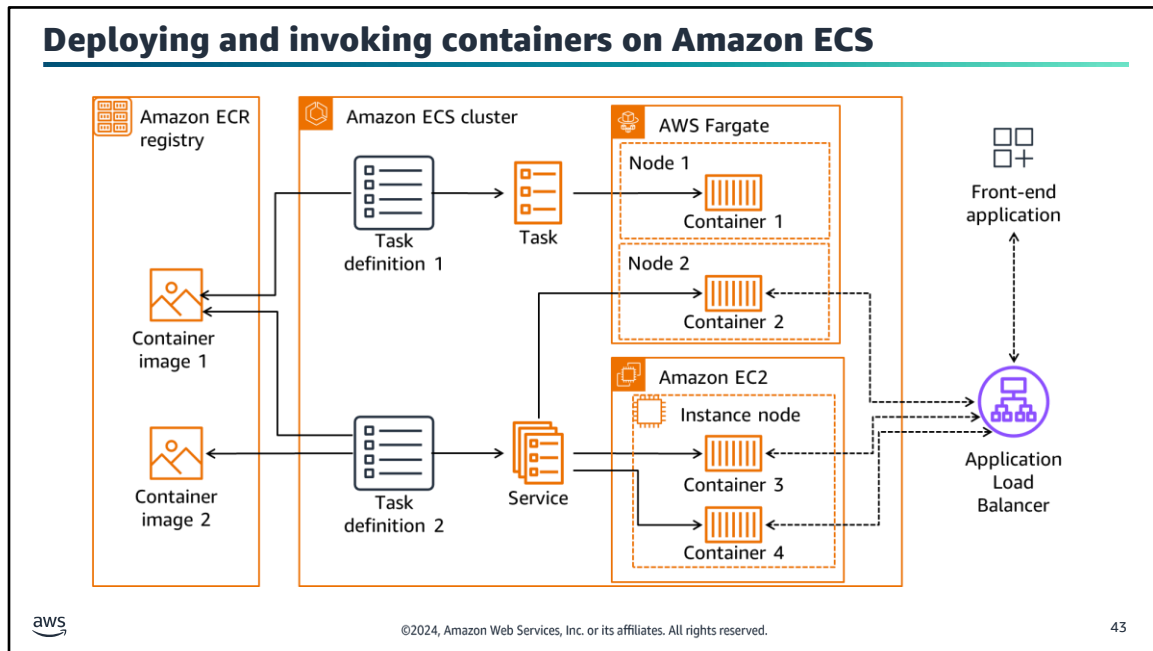 Deploying and invoking containers on Amazon ECS
Amazon ECR
registry
Container
image 1
Container
image 2
Amazon ECS cluster
Task
definition 1
Task
Task
definition 2
Service
AWS Fargate
Node 1
Container 1
Node 2
Container 2
Amazon EC2
Instance node
Container 3
Container 4
Front-end
application
Application
Load
Balancer
aws
©2024, Amazon Web Services, Inc. or its affiliates. All rights reserved.
43